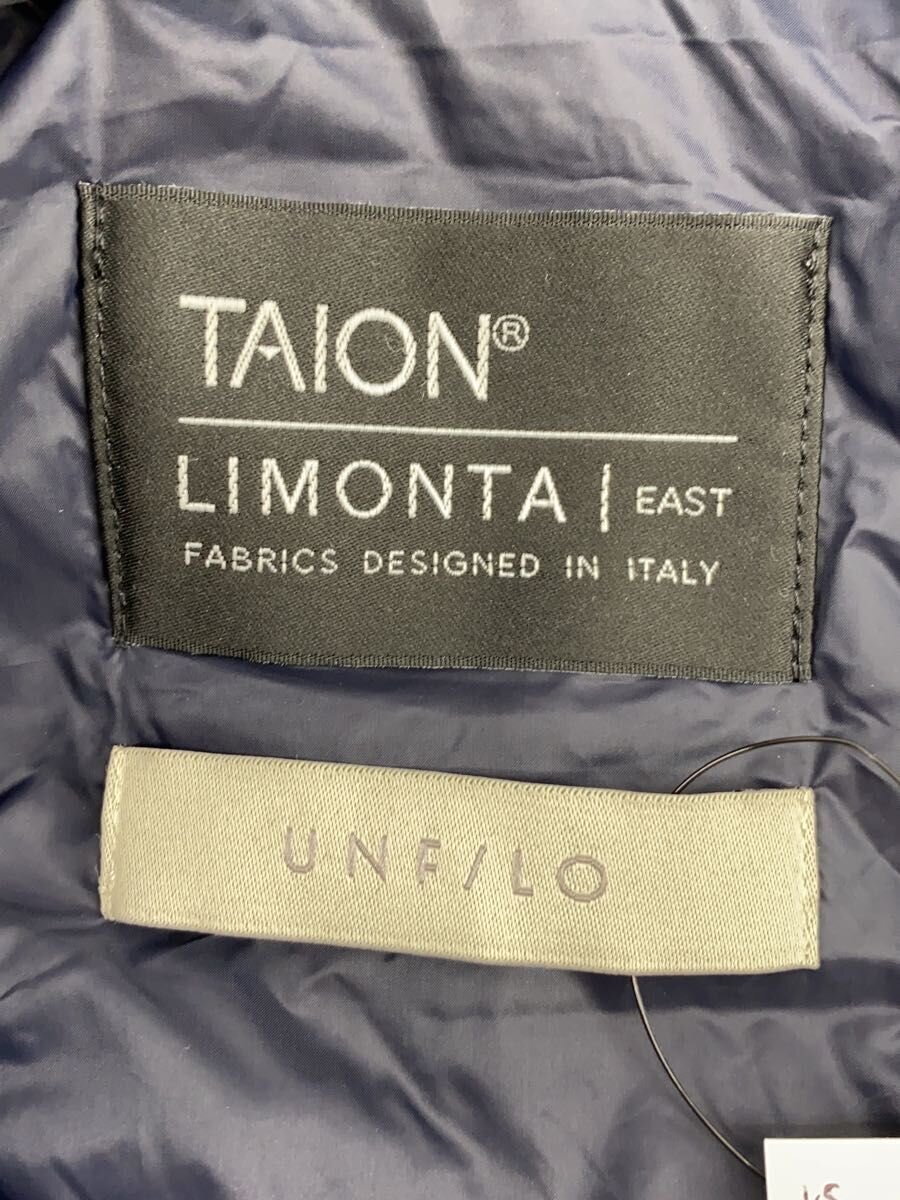 TAION®
LIMONTA | EAST
FABRICS DESIGNED IN ITALY
UNF/LO